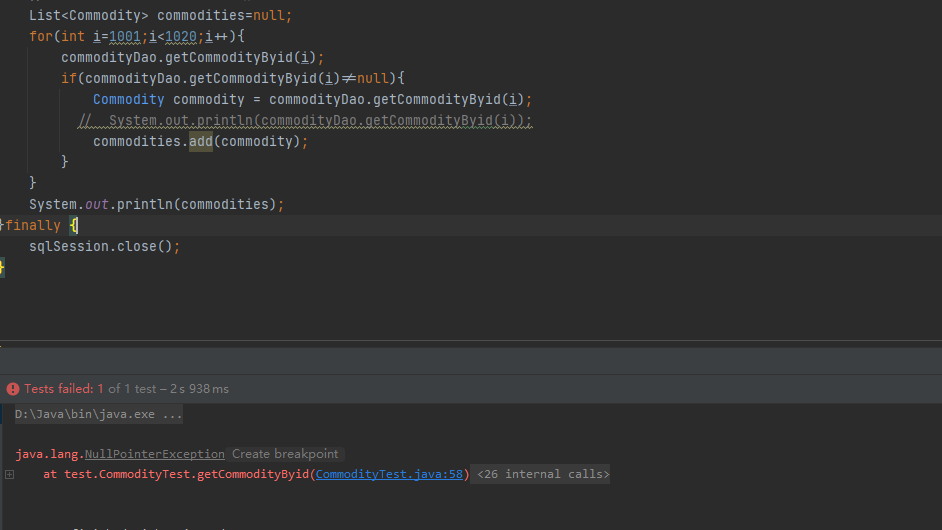 List<Commodity> commodities=null;
for(int i=1001;i<1020;i++){
commodityDao.getCommodityByid(i);
if(commodityDao.getCommodityByid(i)!=null){
Commodity commodity = commodityDao.getCommodityByid(i);
// System.out.println(commodityDao.getCommodityByid(i));
commodities.add(commodity);
}
}
System.out.println(commodities);
}finally {
sqlSession.close();
}
Tests failed: 1 of 1 test – 2 s 938 ms
D:\Java\bin\java.exe ...
java.lang.NullPointerException Create breakpoint
at test.CommodityTest.getCommodityByid(CommodityTest.java:58) <26 internal calls>